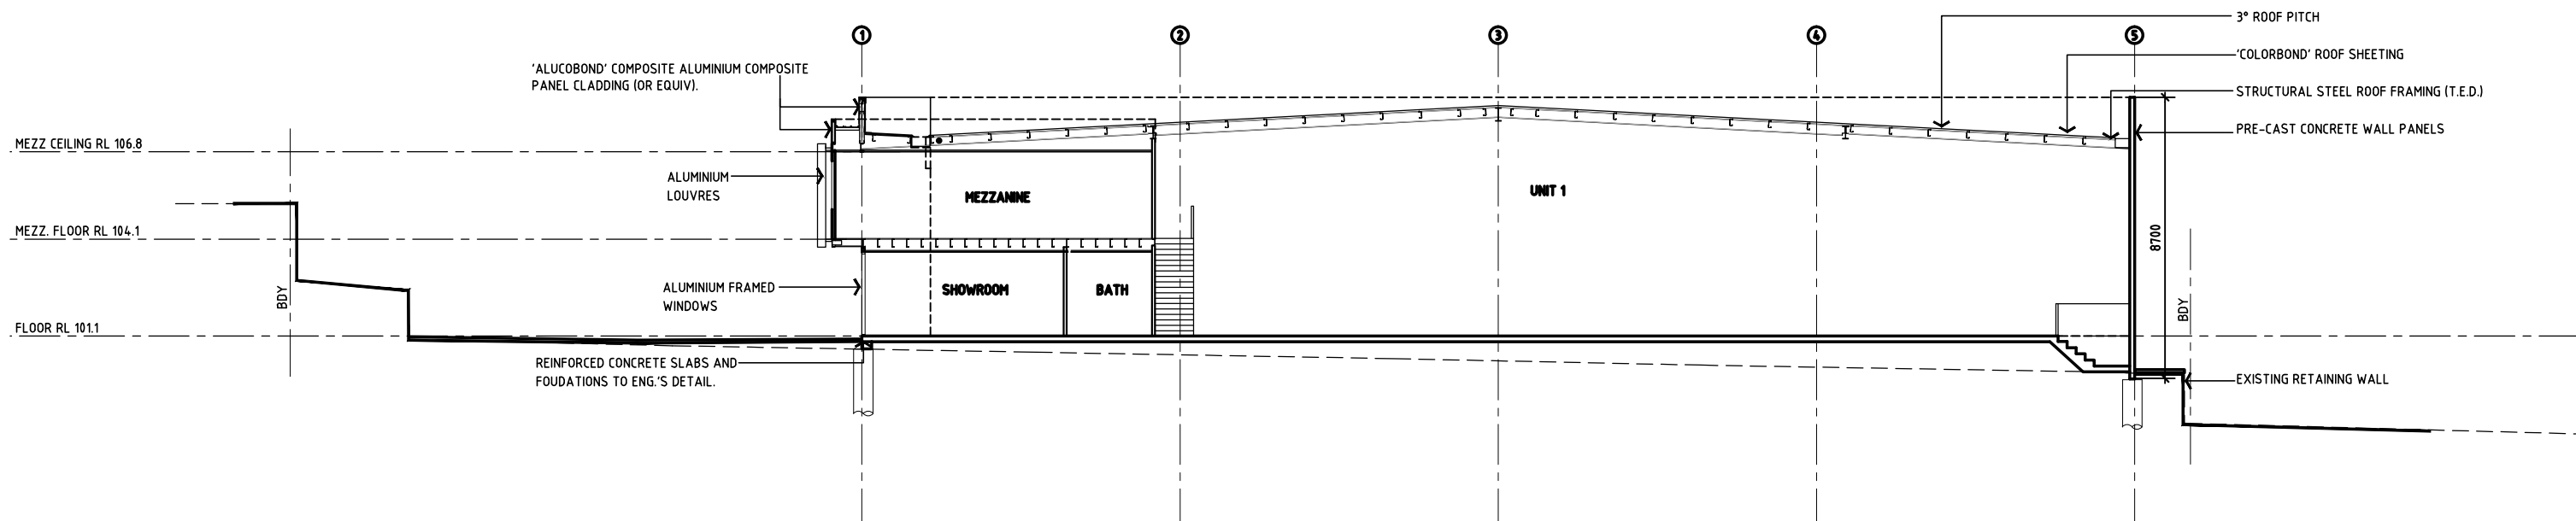 1
2
3
4
5
3° ROOF PITCH
'COLORBOND' ROOF SHEETING
'ALUCOBOND' COMPOSITE ALUMINIUM COMPOSITE
PANEL CLADDING (OR EQUIV).
STRUCTURAL STEEL ROOF FRAMING (T.E.D.)
PRE-CAST CONCRETE WALL PANELS
MEZZ CEILING RL 106.8
ALUMINIUM
LOUVRES
MEZZANINE
UNIT 1
MEZZ. FLOOR RL 104.1
8700
BDY
ALUMINIUM FRAMED
WINDOWS
SHOWROOM
BATH
BDY
FLOOR RL 101.1
REINFORCED CONCRETE SLABS AND
FOUDATIONS TO ENG.'S DETAIL.
EXISTING RETAINING WALL